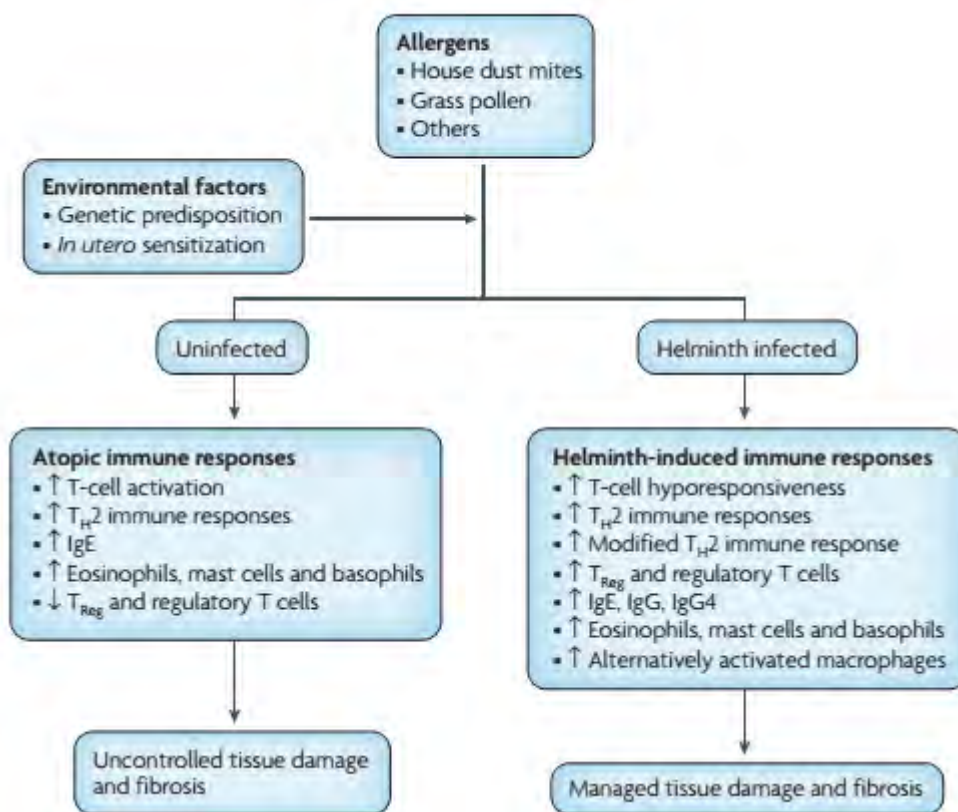 Allergens
▪ House dust mites
▪ Grass pollen
▪ Others
Environmental factors
▪ Genetic predisposition
▪ In utero sensitization
Uninfected
Helminth infected
Atopic immune responses
▪ ↑ T-cell activation
▪ ↑ TH2 immune responses
▪ ↑ IgE
▪ ↑ Eosinophils, mast cells and basophils
▪ ↓ TReg and regulatory T cells
Helminth-induced immune responses
▪ ↑ T-cell hyporesponsiveness
▪ ↑ TH2 immune responses
▪ ↑ Modified TH2 immune response
▪ ↑ TReg and regulatory T cells
▪ ↑ IgE, IgG, IgG4
▪ ↑ Eosinophils, mast cells and basophils
▪ ↑ Alternatively activated macrophages
Uncontrolled tissue damage
and fibrosis
Managed tissue damage and fibrosis